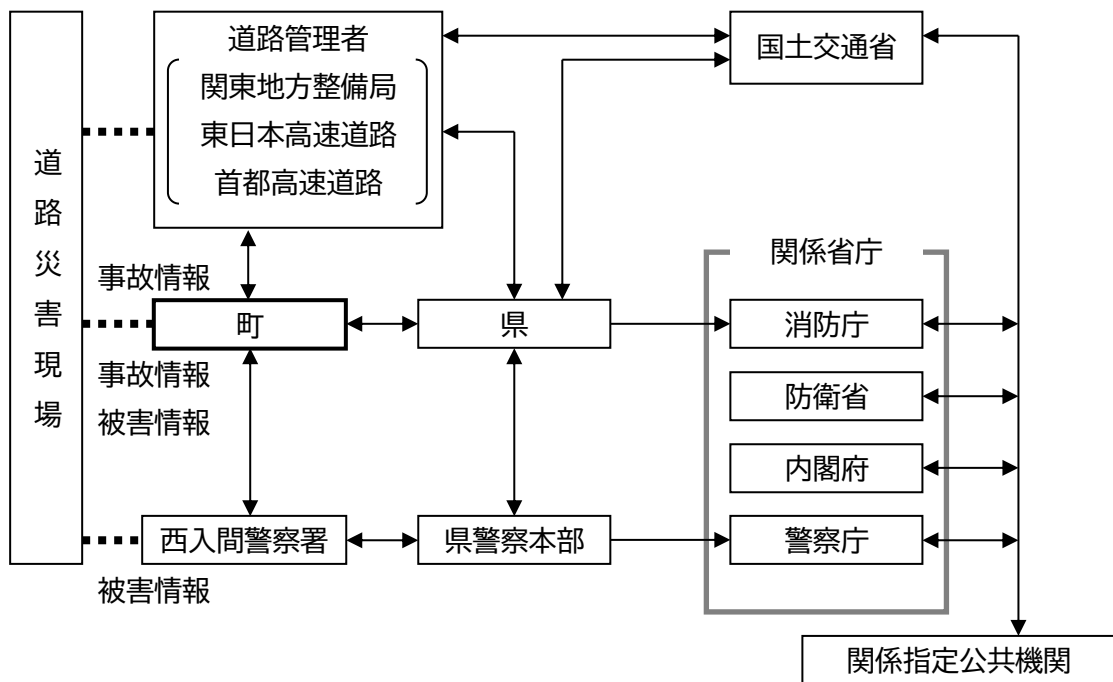 道路災害現場
道路管理者
関東地方整備局
東日本高速道路
首都高速道路
国土交通省
事故情報
町
県
関係省庁
消防庁
事故情報
被害情報
防衛省
内閣府
西入間警察署
県警察本部
警察庁
被害情報
関係指定公共機関